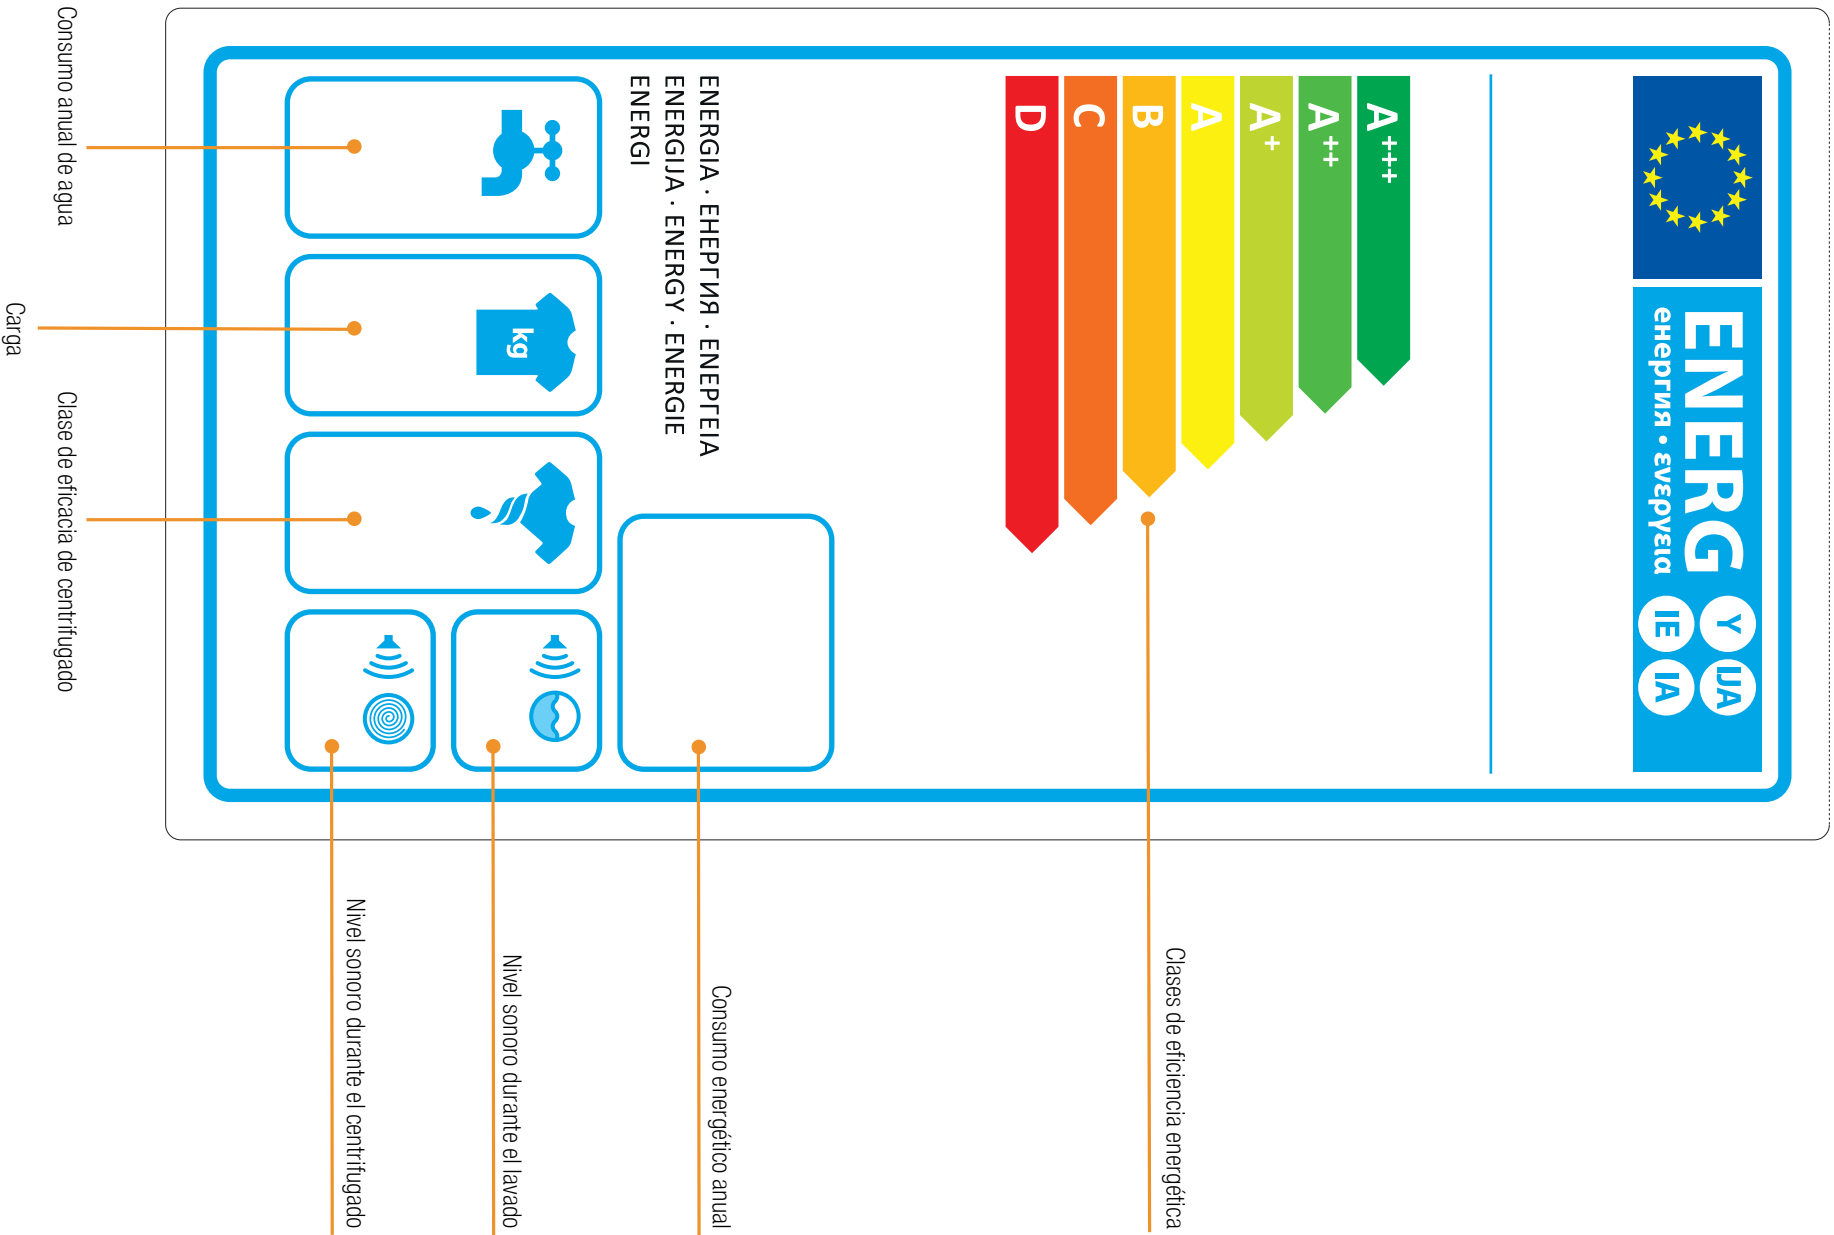 ENERG
Y
IJA
енергия · ενεργεια
IE
IA
A+++
A++
A+
A
B
C
D
Clases de eficiencia energética
ENERGIA · ЕНЕРГИЯ · ΕΝΕΡΓΕΙΑ
ENERGIJA · ENERGY · ENERGIE
ENERGI
Consumo energético anual
kg
Nivel sonoro durante el lavado
Nivel sonoro durante el centrifugado
Consumo anual de agua
Clase de eficacia de centrifugado
Carga